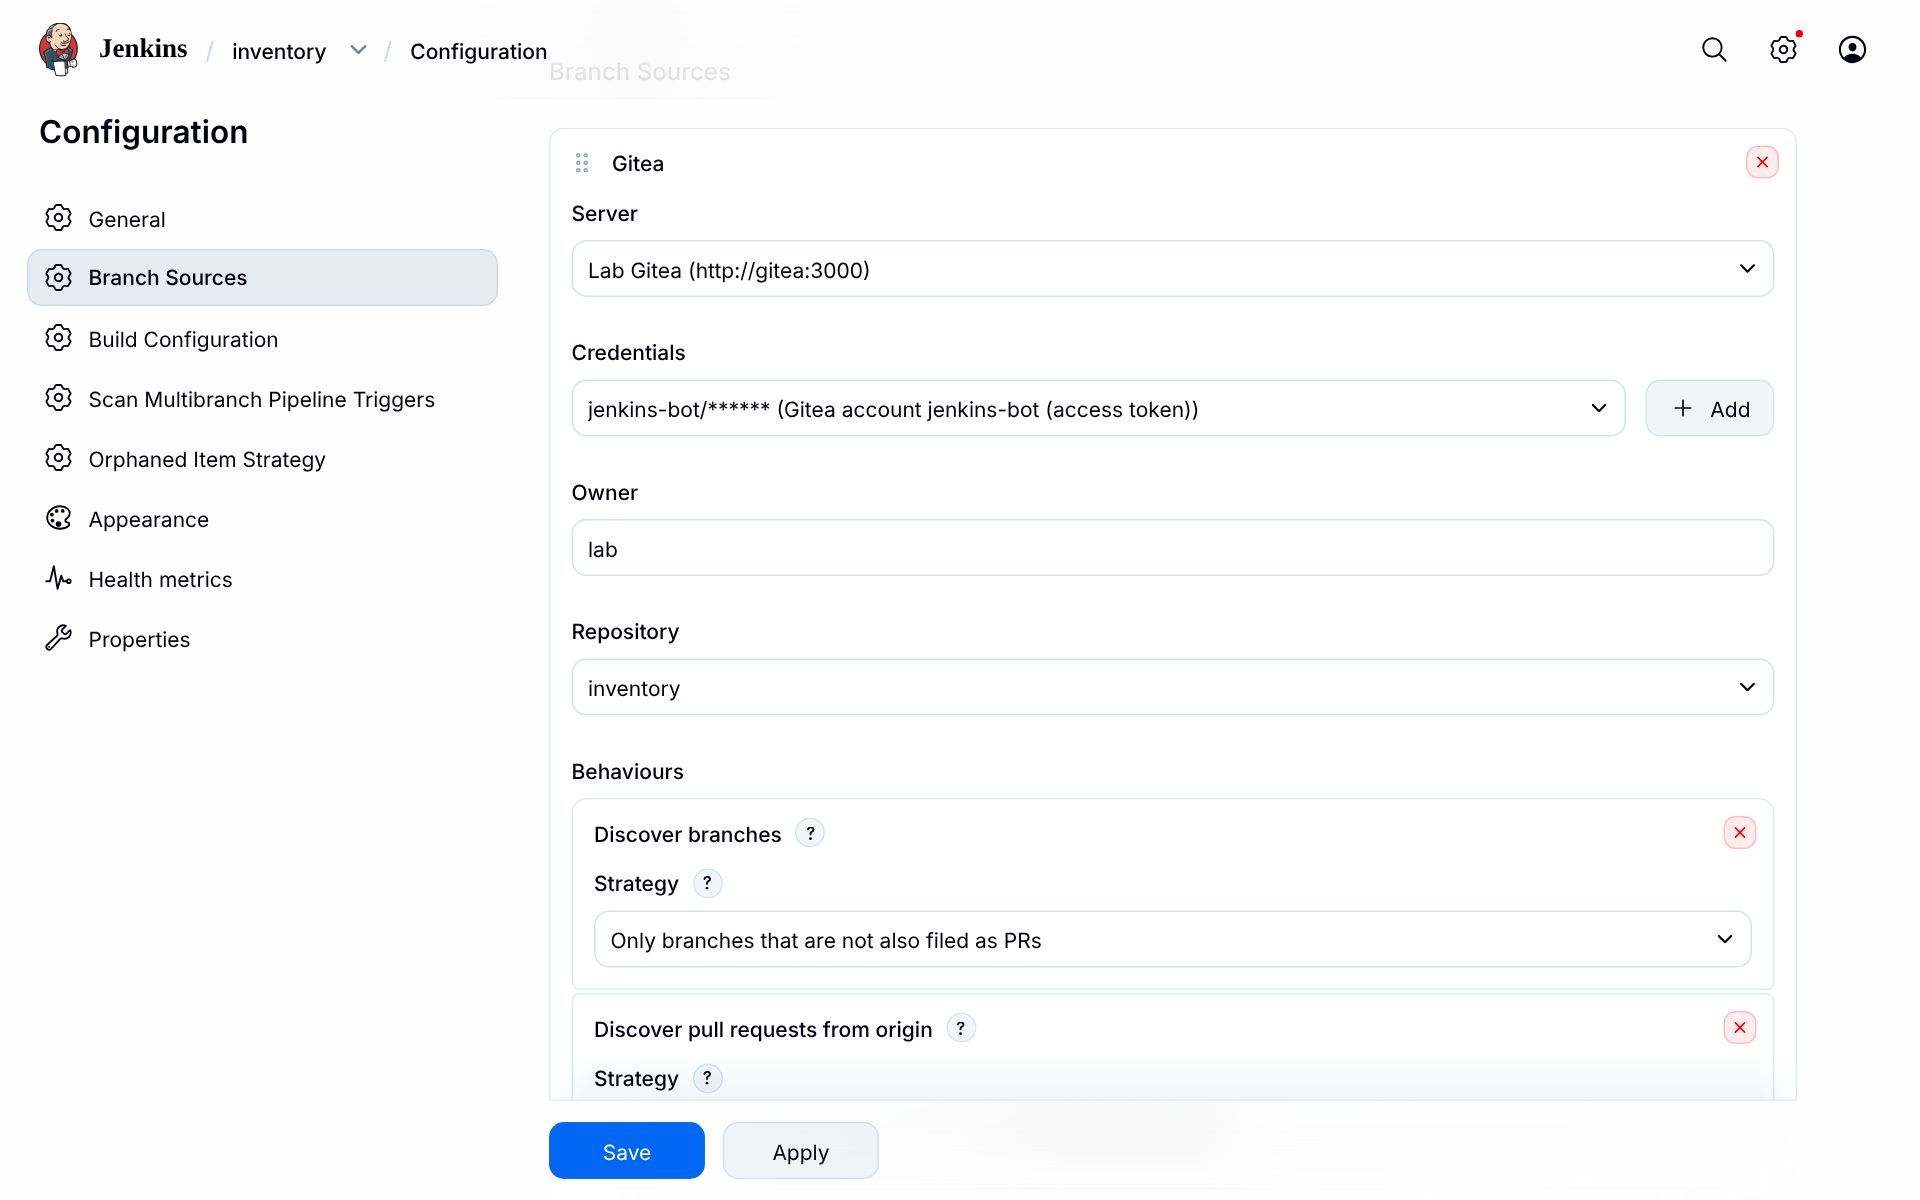 Jenkins / inventory / Configuration
Branch Sources
Configuration
General
Branch Sources
Build Configuration
Scan Multibranch Pipeline Triggers
Orphaned Item Strategy
Appearance
Health metrics
Properties
Gitea
Server
Lab Gitea (http://gitea:3000)
Credentials
jenkins-bot/****** (Gitea account jenkins-bot (access token))
+ Add
Owner
lab
Repository
inventory
Behaviours
Discover branches ?
Strategy ?
Only branches that are not also filed as PRs
Discover pull requests from origin ?
Strategy ?
Save
Apply